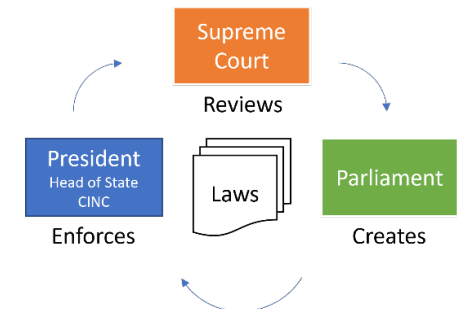 Supreme
Court
Reviews
President
Head of State
CINC
Enforces
Laws
Parliament
Creates